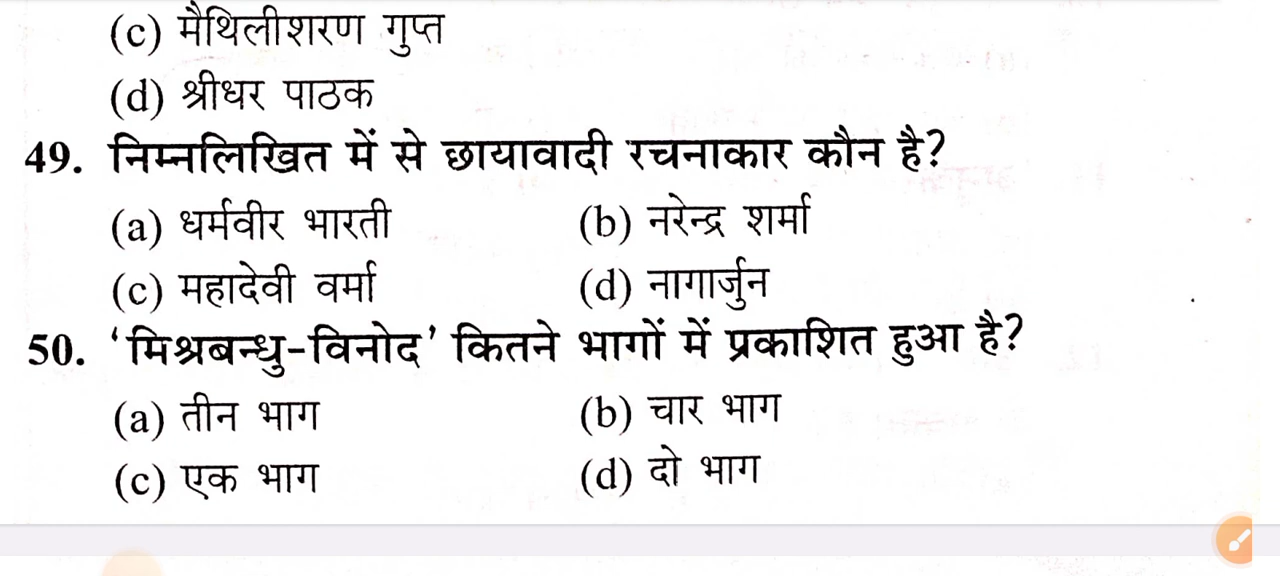 (c) मैथिलीशरण गुप्त
(d) श्रीधर पाठक
49. निम्नलिखित में से छायावादी रचनाकार कौन है?
(a) धर्मवीर भारती (b) नरेन्द्र शर्मा
(c) महादेवी वर्मा (d) नागार्जुन
50. 'मिश्रबन्धु-विनोद' कितने भागों में प्रकाशित हुआ है?
(a) तीन भाग (b) चार भाग
(c) एक भाग (d) दो भाग